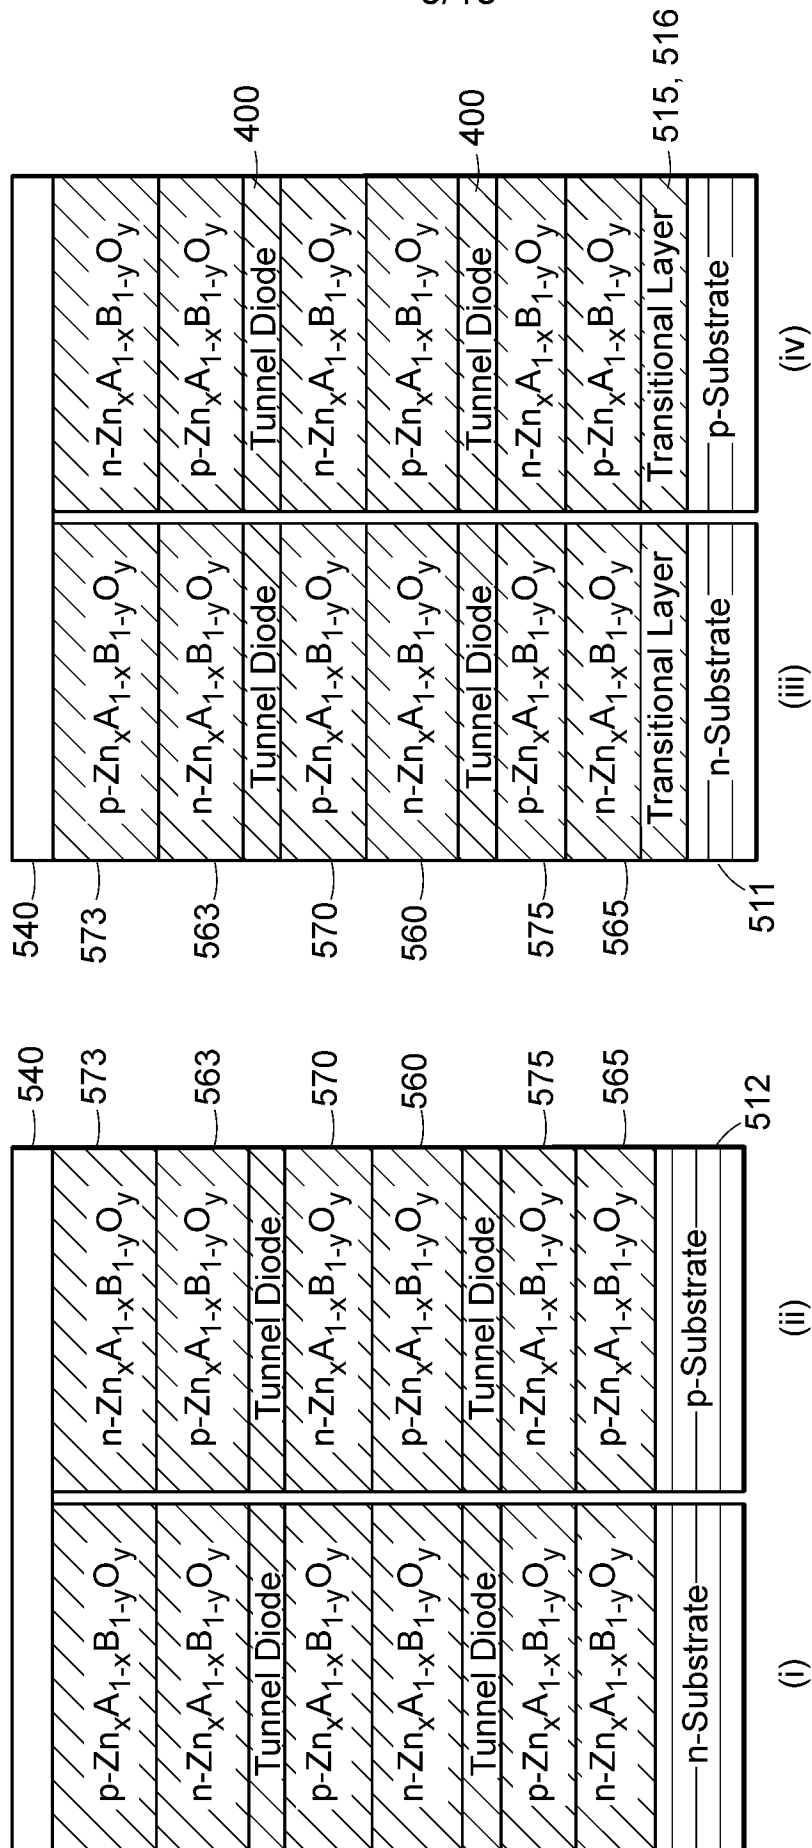 540
p-ZnₓA₁₋ₓB₁₋yOy
n-ZnₓA₁₋ₓB₁₋yOy
573
n-ZnₓA₁₋ₓB₁₋yOy
p-ZnₓA₁₋ₓB₁₋yOy
563
Tunnel Diode
Tunnel Diode
p-ZnₓA₁₋ₓB₁₋yOy
n-ZnₓA₁₋ₓB₁₋yOy
570
n-ZnₓA₁₋ₓB₁₋yOy
p-ZnₓA₁₋ₓB₁₋yOy
560
Tunnel Diode
Tunnel Diode
p-ZnₓA₁₋ₓB₁₋yOy
n-ZnₓA₁₋ₓB₁₋yOy
575
n-ZnₓA₁₋ₓB₁₋yOy
p-ZnₓA₁₋ₓB₁₋yOy
565
n-Substrate
p-Substrate
512
(i)
(ii)
540
573
p-ZnₓA₁₋ₓB₁₋yOy
n-ZnₓA₁₋ₓB₁₋yOy
563
n-ZnₓA₁₋ₓB₁₋yOy
p-ZnₓA₁₋ₓB₁₋yOy
Tunnel Diode
Tunnel Diode
400
570
p-ZnₓA₁₋ₓB₁₋yOy
n-ZnₓA₁₋ₓB₁₋yOy
560
n-ZnₓA₁₋ₓB₁₋yOy
p-ZnₓA₁₋ₓB₁₋yOy
Tunnel Diode
Tunnel Diode
400
575
p-ZnₓA₁₋ₓB₁₋yOy
n-ZnₓA₁₋ₓB₁₋yOy
565
n-ZnₓA₁₋ₓB₁₋yOy
p-ZnₓA₁₋ₓB₁₋yOy
Transitional Layer
Transitional Layer
515, 516
511
n-Substrate
p-Substrate
(iii)
(iv)